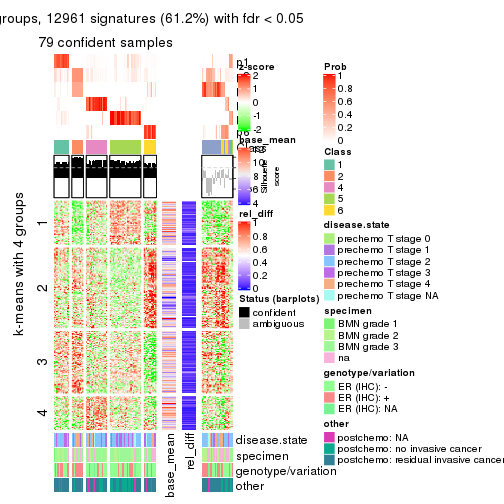 groups, 12961 signatures (61.2%) with fdr < 0.05
79 confident samples
k-means with 4 groups
1
2
3
4
p1
z-score
2
1
0
-1
-2
base_mean
10
8
6
4
Silhouette
score
rel_diff
1
0.8
0.6
0.4
0.2
0
Status (barplots)
confident
ambiguous
Prob
1
0.8
0.6
0.4
0.2
0
Class
1
2
4
5
6
disease.state
prechemo T stage 0
prechemo T stage 1
prechemo T stage 2
prechemo T stage 3
prechemo T stage 4
prechemo T stage NA
specimen
BMN grade 1
BMN grade 2
BMN grade 3
na
genotype/variation
ER (IHC): -
ER (IHC): +
ER (IHC): NA
other
postchemo: NA
postchemo: no invasive cancer
postchemo: residual invasive cancer
disease.state
specimen
genotype/variation
other
base_mean
rel_diff